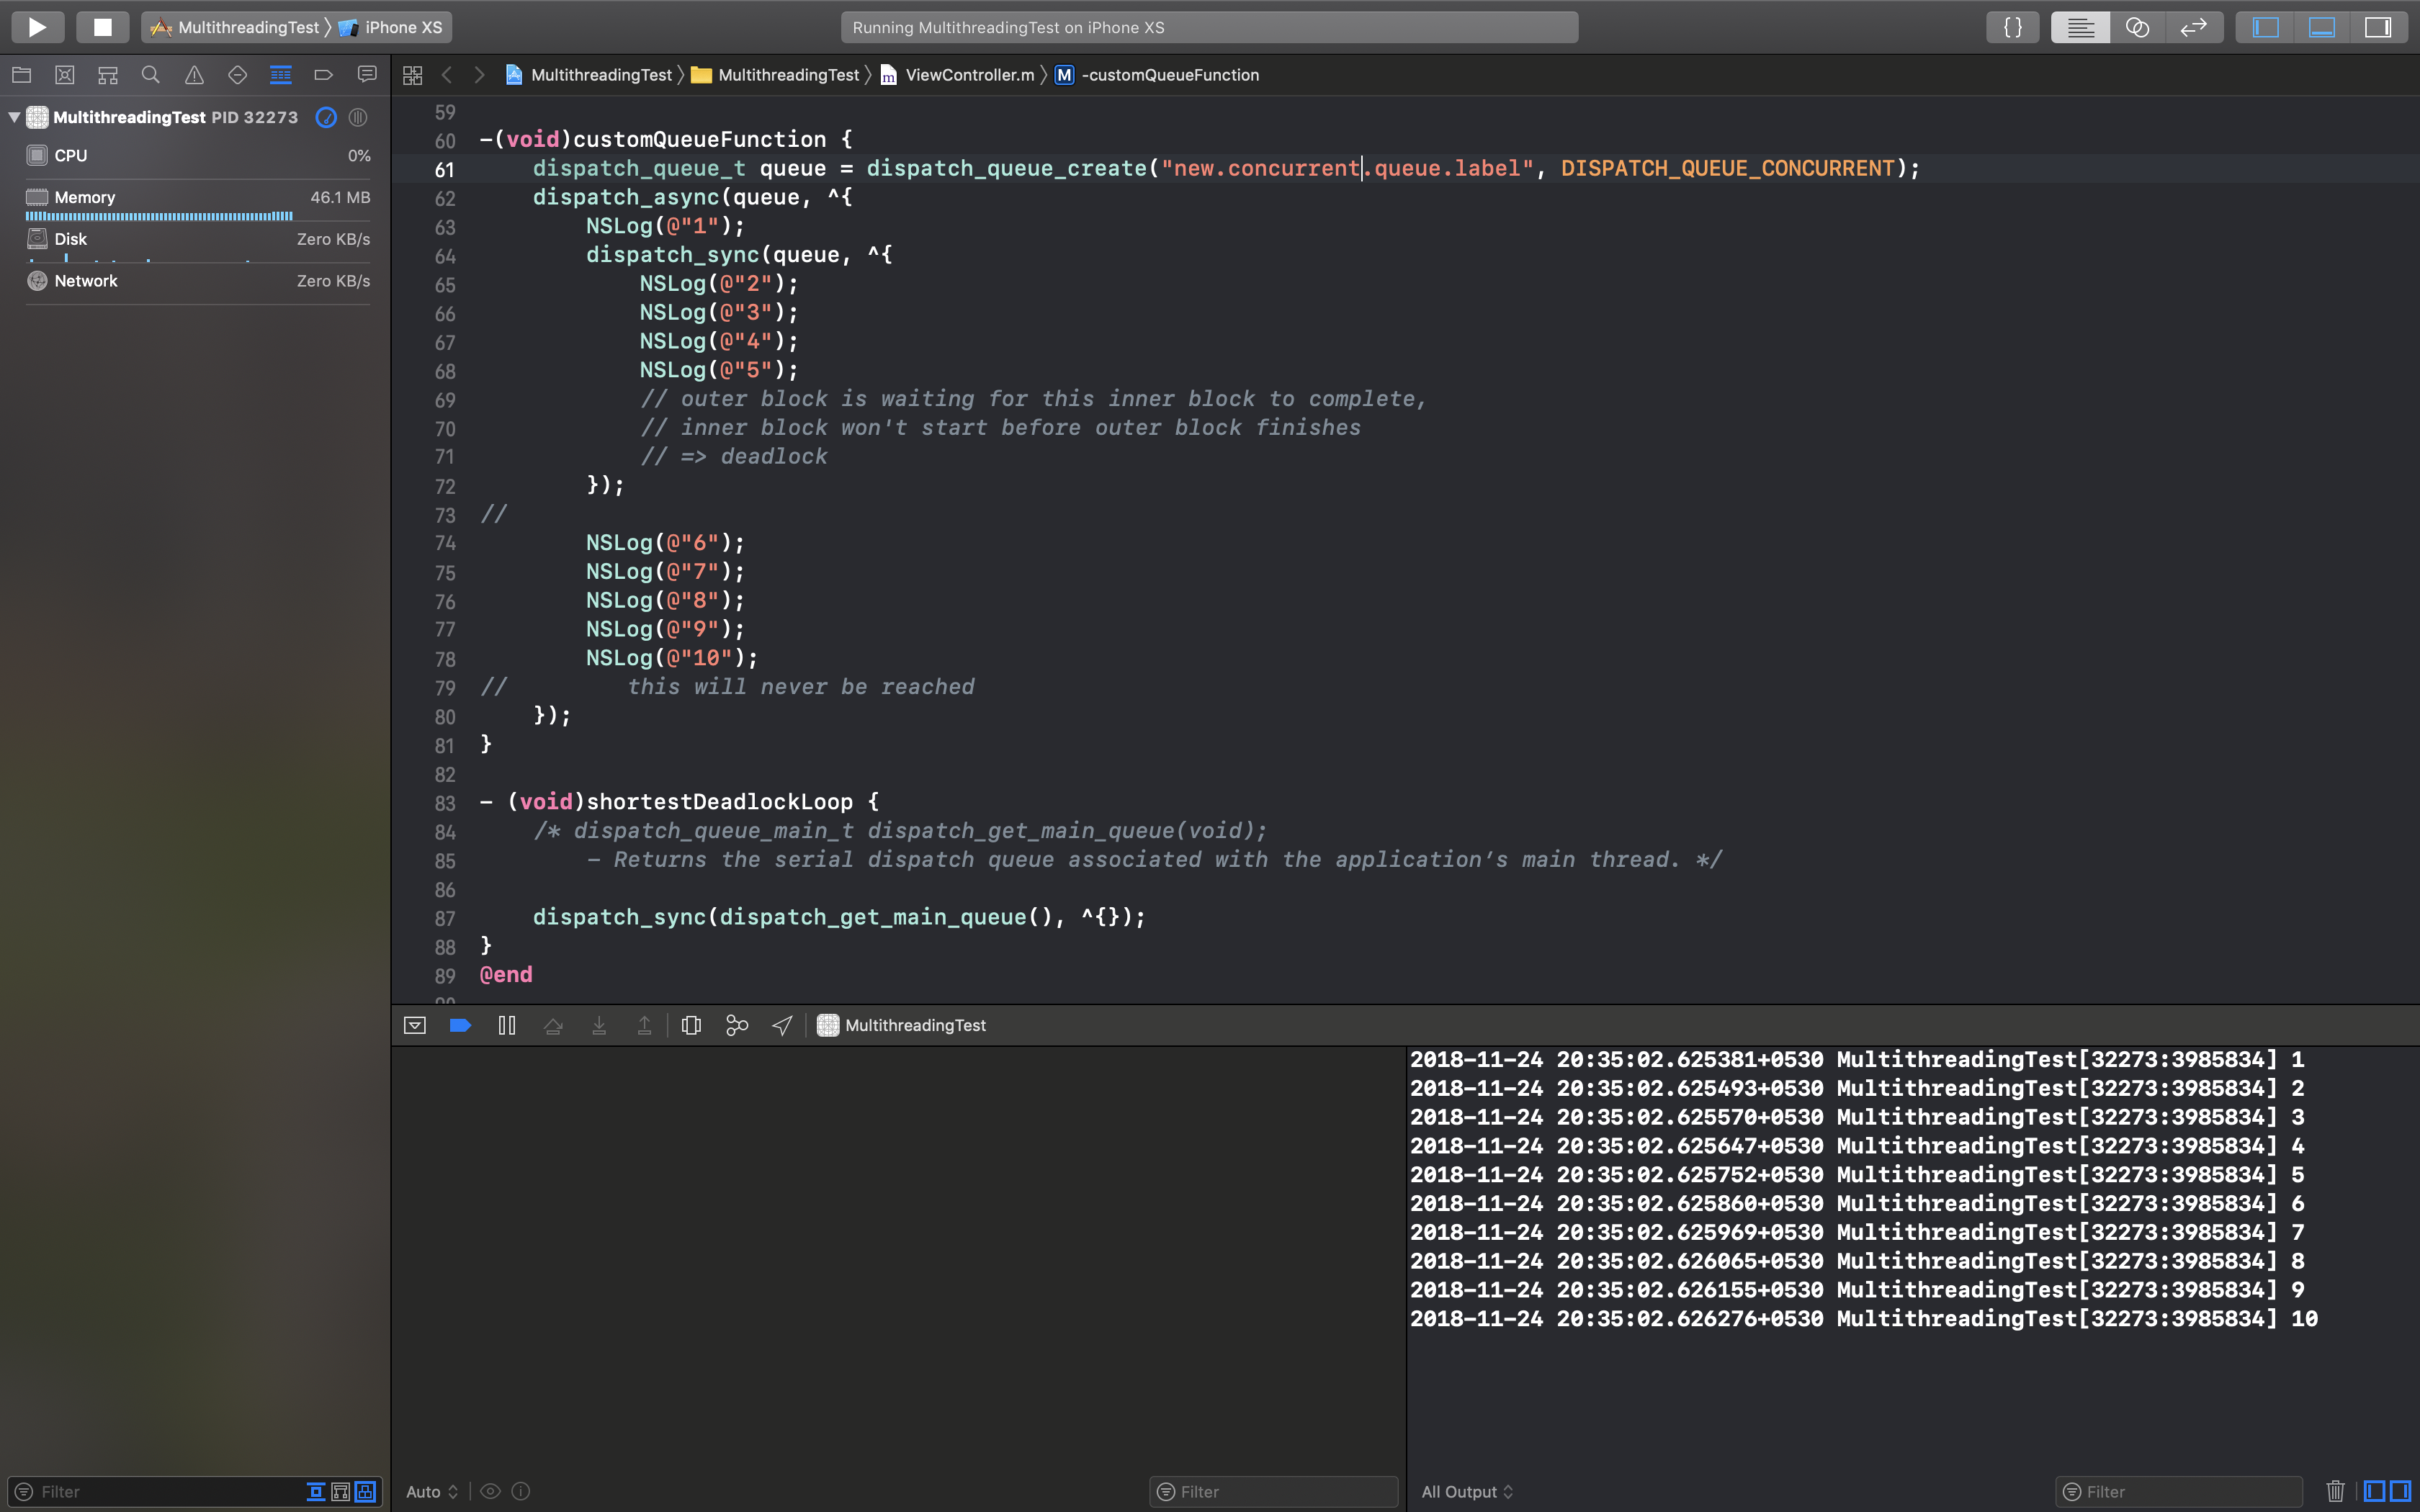 MultithreadingTest 〉 iPhone XS
Running MultithreadingTest on iPhone XS
{ }
MultithreadingTest 〉 MultithreadingTest 〉 m ViewController.m 〉 M -customQueueFunction
MultithreadingTest PID 32273
CPU 0%
Memory 46.1 MB
Disk Zero KB/s
Network Zero KB/s
59
60 -(void)customQueueFunction {
61 dispatch_queue_t queue = dispatch_queue_create("new.concurrent.queue.label", DISPATCH_QUEUE_CONCURRENT);
62 dispatch_async(queue, ^{
63 NSLog(@"1");
64 dispatch_sync(queue, ^{
65 NSLog(@"2");
66 NSLog(@"3");
67 NSLog(@"4");
68 NSLog(@"5");
69 // outer block is waiting for this inner block to complete,
70 // inner block won't start before outer block finishes
71 // => deadlock
72 });
73 //
74 NSLog(@"6");
75 NSLog(@"7");
76 NSLog(@"8");
77 NSLog(@"9");
78 NSLog(@"10");
79 // this will never be reached
80 });
81 }
82
83 - (void)shortestDeadlockLoop {
84 /* dispatch_queue_main_t dispatch_get_main_queue(void);
85 - Returns the serial dispatch queue associated with the application’s main thread. */
86
87 dispatch_sync(dispatch_get_main_queue(), ^{});
88 }
89 @end
90
MultithreadingTest
2018-11-24 20:35:02.625381+0530 MultithreadingTest[32273:3985834] 1
2018-11-24 20:35:02.625493+0530 MultithreadingTest[32273:3985834] 2
2018-11-24 20:35:02.625570+0530 MultithreadingTest[32273:3985834] 3
2018-11-24 20:35:02.625647+0530 MultithreadingTest[32273:3985834] 4
2018-11-24 20:35:02.625752+0530 MultithreadingTest[32273:3985834] 5
2018-11-24 20:35:02.625860+0530 MultithreadingTest[32273:3985834] 6
2018-11-24 20:35:02.625969+0530 MultithreadingTest[32273:3985834] 7
2018-11-24 20:35:02.626065+0530 MultithreadingTest[32273:3985834] 8
2018-11-24 20:35:02.626155+0530 MultithreadingTest[32273:3985834] 9
2018-11-24 20:35:02.626276+0530 MultithreadingTest[32273:3985834] 10
Filter
Auto
Filter
All Output
Filter